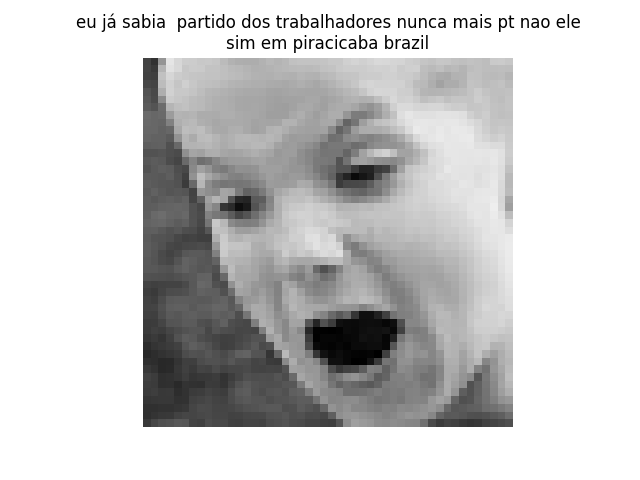 eu já sabia  partido dos trabalhadores nunca mais pt nao ele
sim em piracicaba brazil